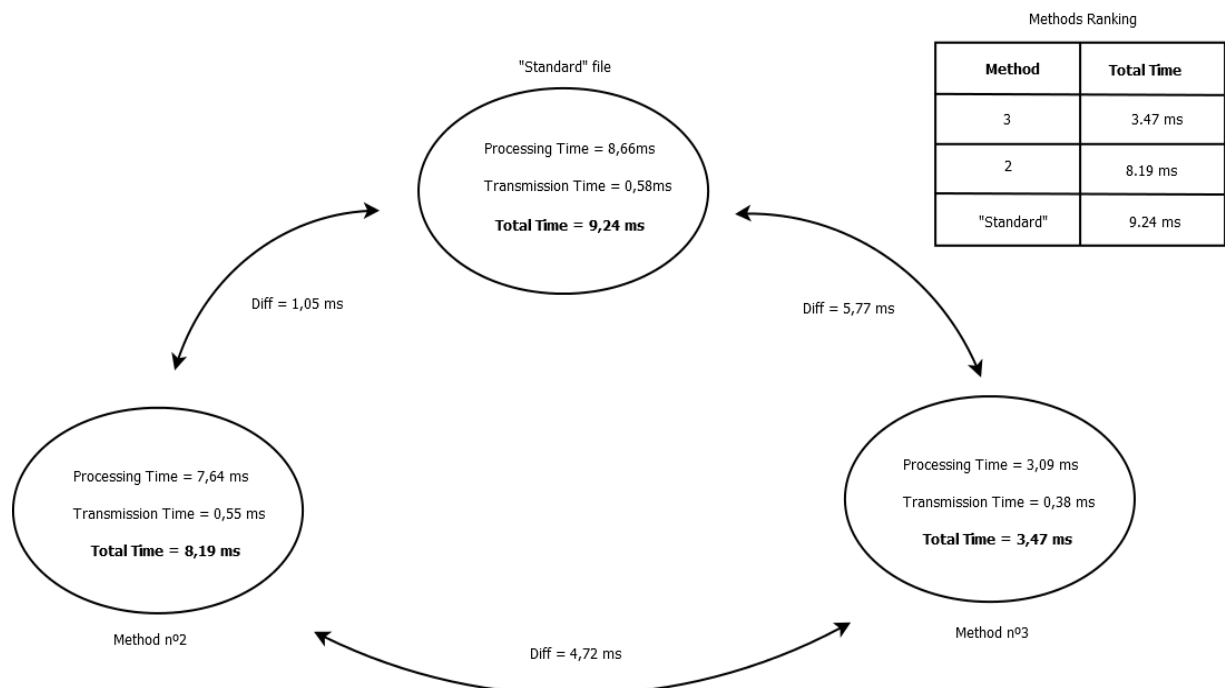 Methods Ranking
Method Total Time
3 3.47 ms
2 8.19 ms
"Standard" 9.24 ms
"Standard" file
Processing Time = 8,66ms
Transmission Time = 0,58ms
Total Time = 9,24 ms
Diff = 1,05 ms
Diff = 5,77 ms
Processing Time = 7,64 ms
Transmission Time = 0,55 ms
Total Time = 8,19 ms
Method nº2
Processing Time = 3,09 ms
Transmission Time = 0,38 ms
Total Time = 3,47 ms
Method nº3
Diff = 4,72 ms